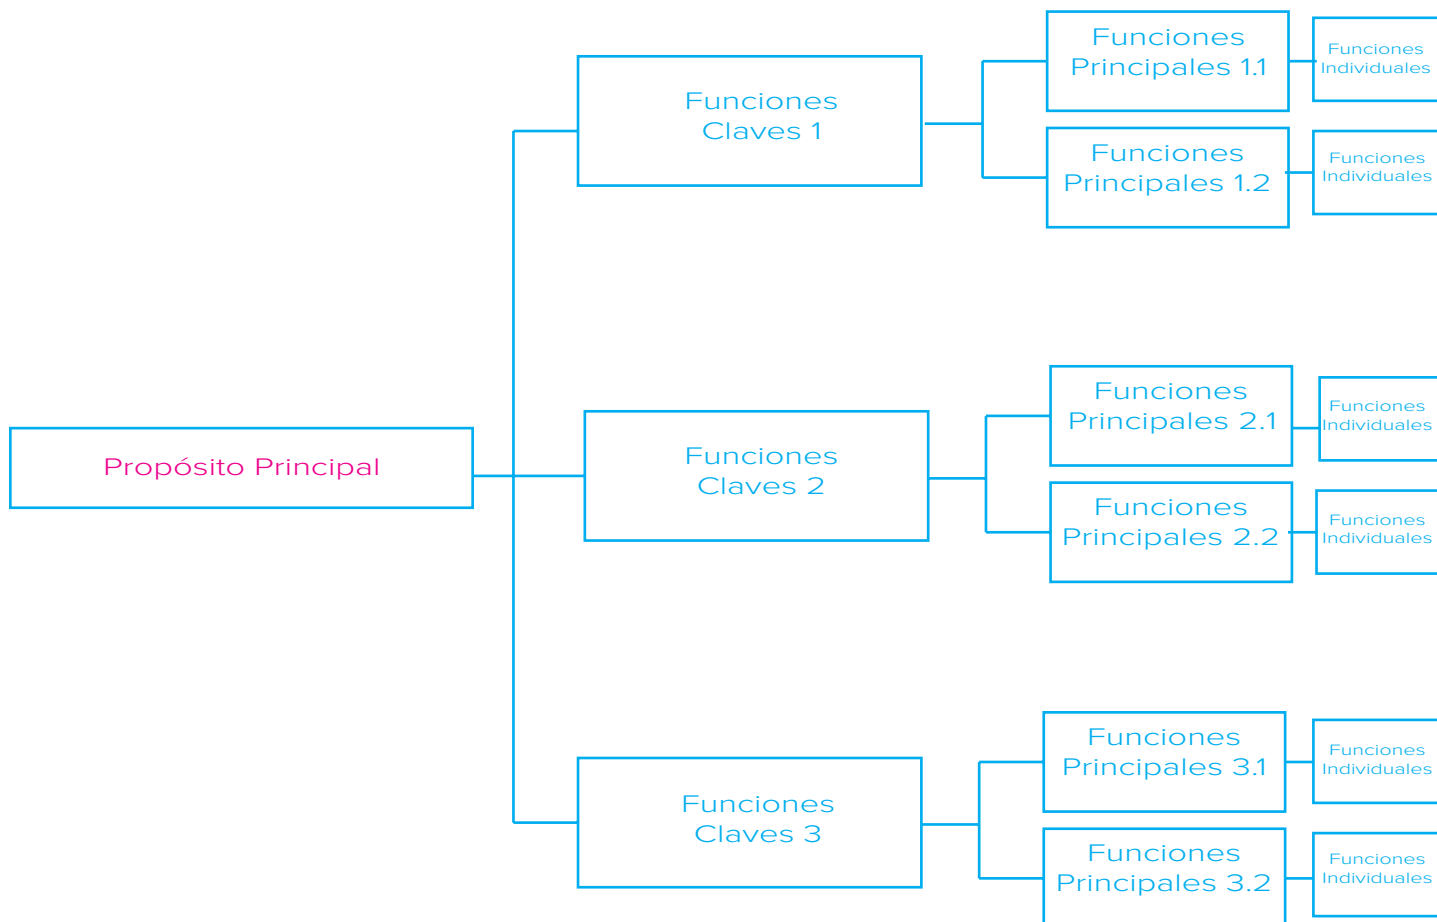 Propósito Principal
Funciones
Claves 1
Funciones
Principales 1.1
Funciones
Individuales
Funciones
Principales 1.2
Funciones
Individuales
Funciones
Claves 2
Funciones
Principales 2.1
Funciones
Individuales
Funciones
Principales 2.2
Funciones
Individuales
Funciones
Claves 3
Funciones
Principales 3.1
Funciones
Individuales
Funciones
Principales 3.2
Funciones
Individuales